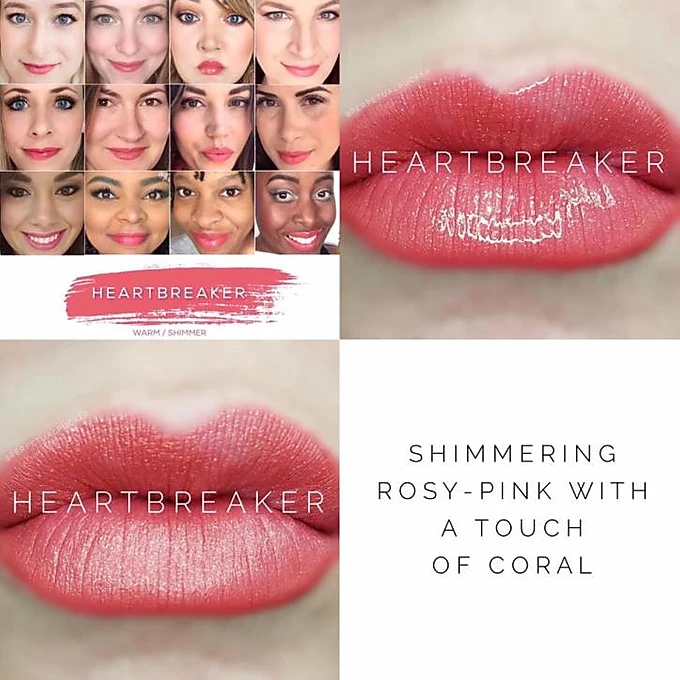 HEARTBREAKER
WARM / SHIMMER
HEARTBREAKER
HEARTBREAKER
SHIMMERING
ROSY-PINK WITH
A TOUCH
OF CORAL